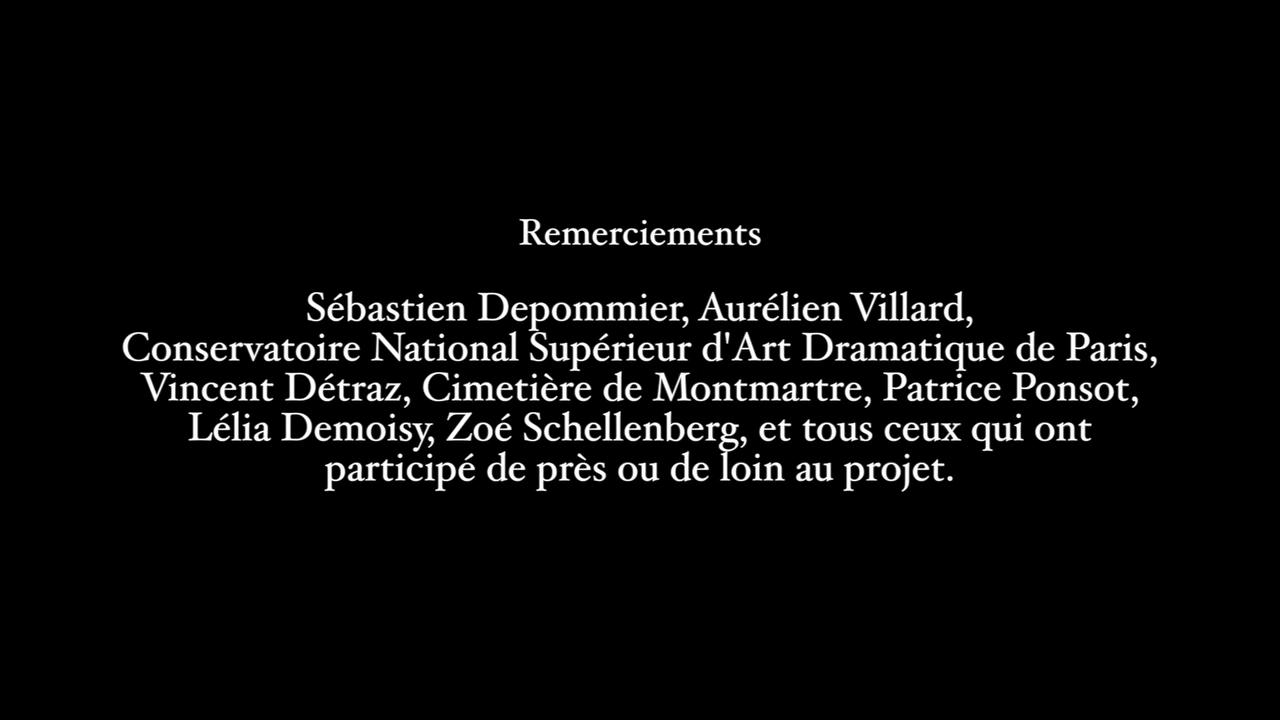 Remerciements
Sébastien Depommier, Aurélien Villard,
Conservatoire National Supérieur d'Art Dramatique de Paris,
Vincent Détraz, Cimetière de Montmartre, Patrice Ponsot,
Lélia Demoisy, Zoé Schellenberg, et tous ceux qui ont
participé de près ou de loin au projet.